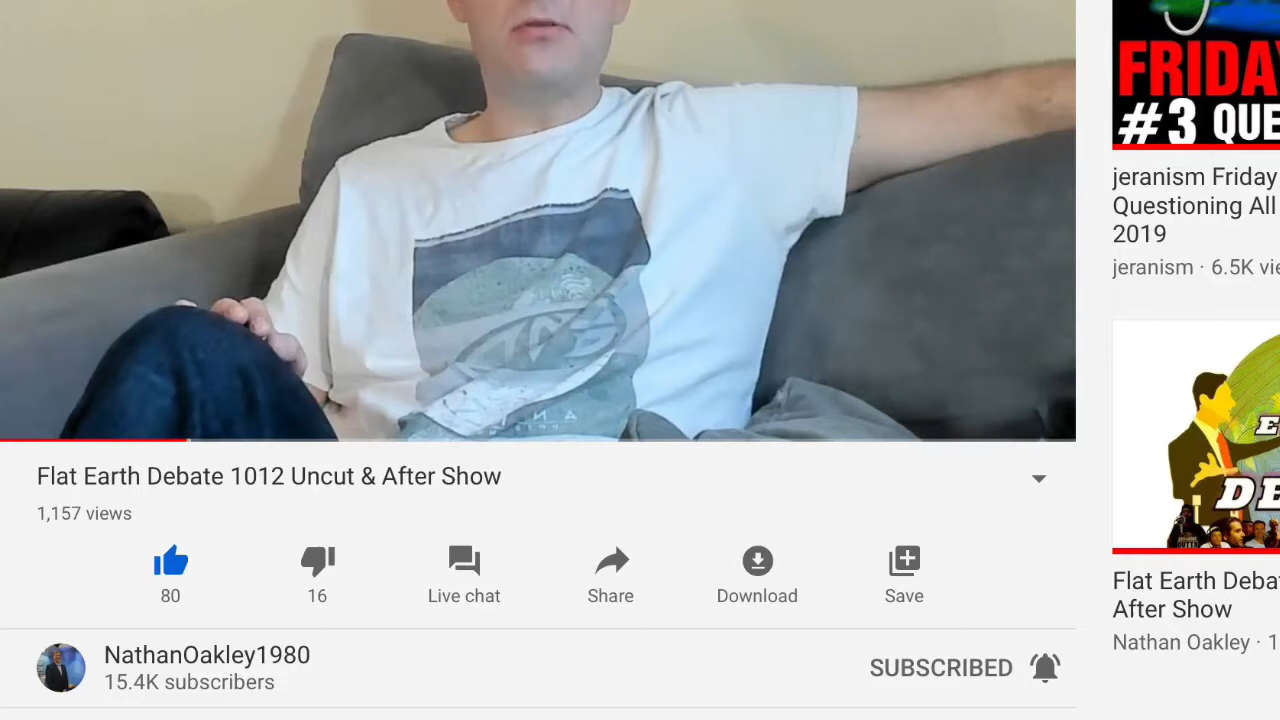 FRIDA
#3 QUE
jeranism Friday
Questioning All
2019
jeranism · 6.5K vie
Flat Earth Debate 1012 Uncut & After Show
1,157 views
80
16
Live chat
Share
Download
Save
NathanOakley1980
15.4K subscribers
SUBSCRIBED
E
DE
Flat Earth Deba
After Show
Nathan Oakley · 1